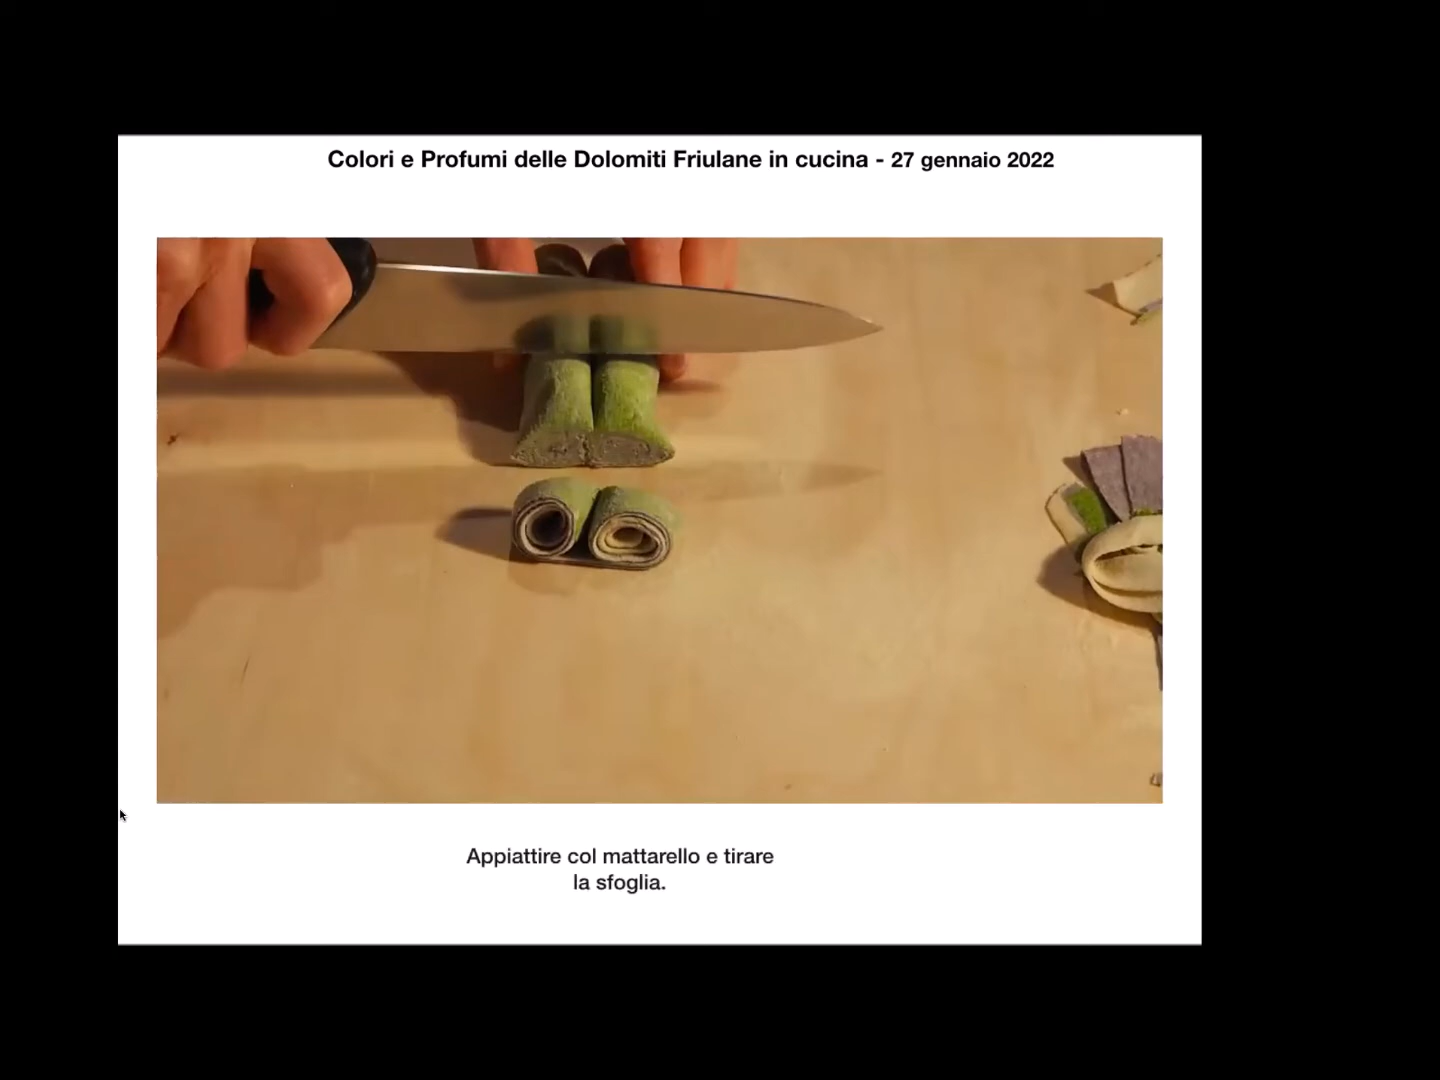 Colori e Profumi delle Dolomiti Friulane in cucina - 27 gennaio 2022
Appiattire col mattarello e tirare
la sfoglia.